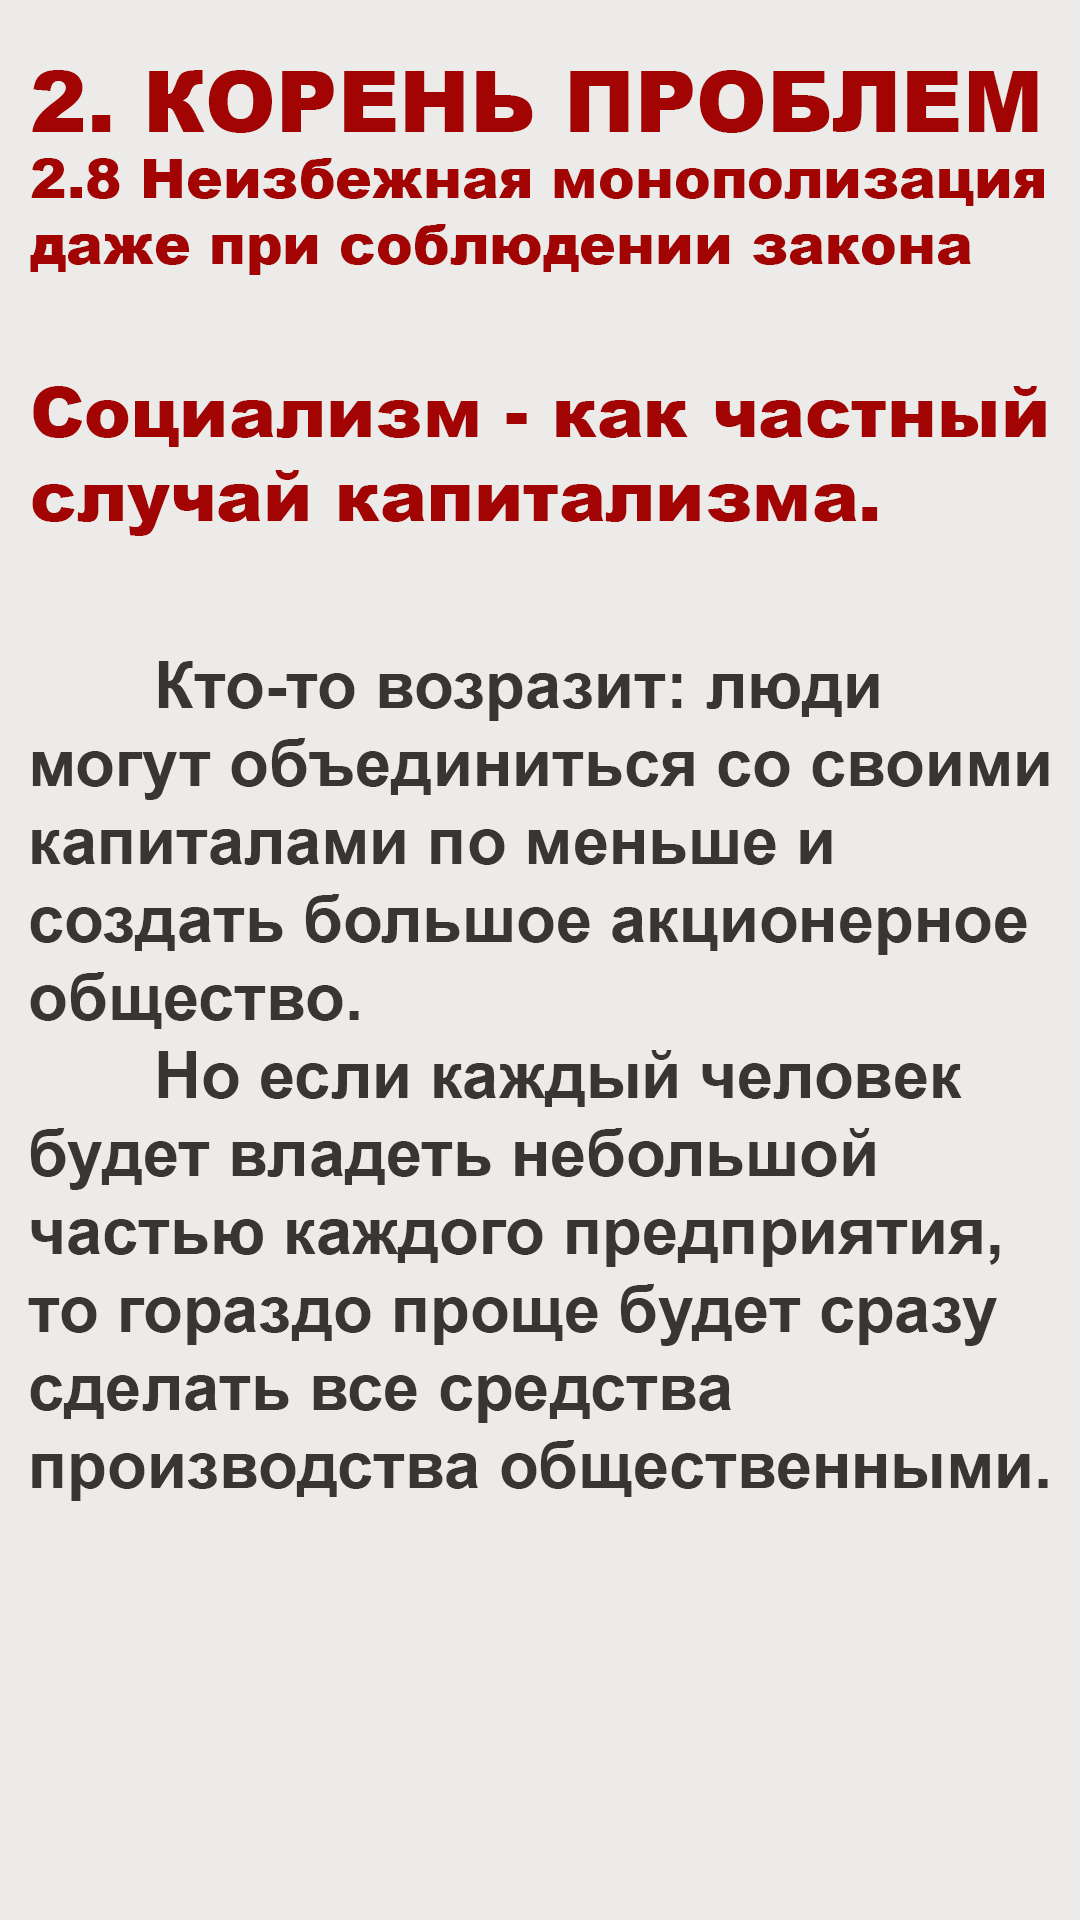 2. КОРЕНЬ ПРОБЛЕМ
2.8 Неизбежная монополизация
даже при соблюдении закона
Социализм - как частный
случай капитализма.
Кто-то возразит: люди
могут объединиться со своими
капиталами по меньше и
создать большое акционерное
общество.
Но если каждый человек
будет владеть небольшой
частью каждого предприятия,
то гораздо проще будет сразу
сделать все средства
производства общественными.